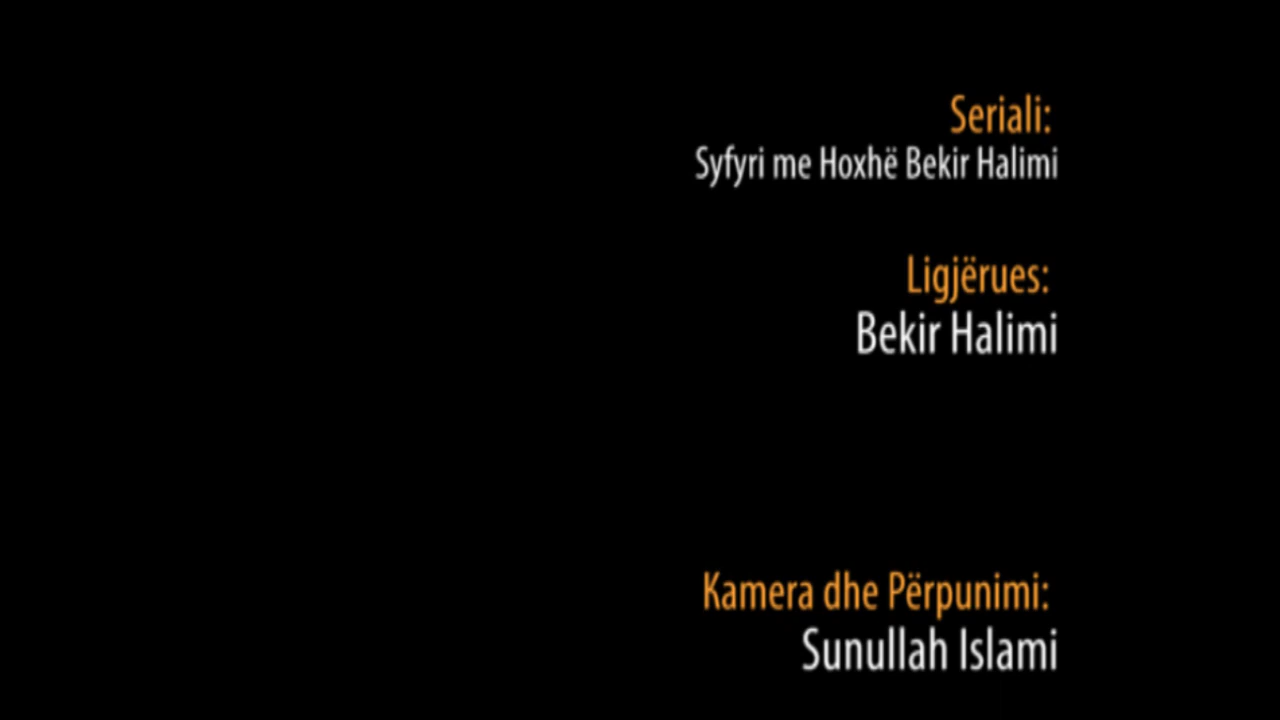 Seriali:
Syfyri me Hoxhë Bekir Halimi
Ligjërues:
Bekir Halimi
Kamera dhe Përpunimi:
Sunullah Islami